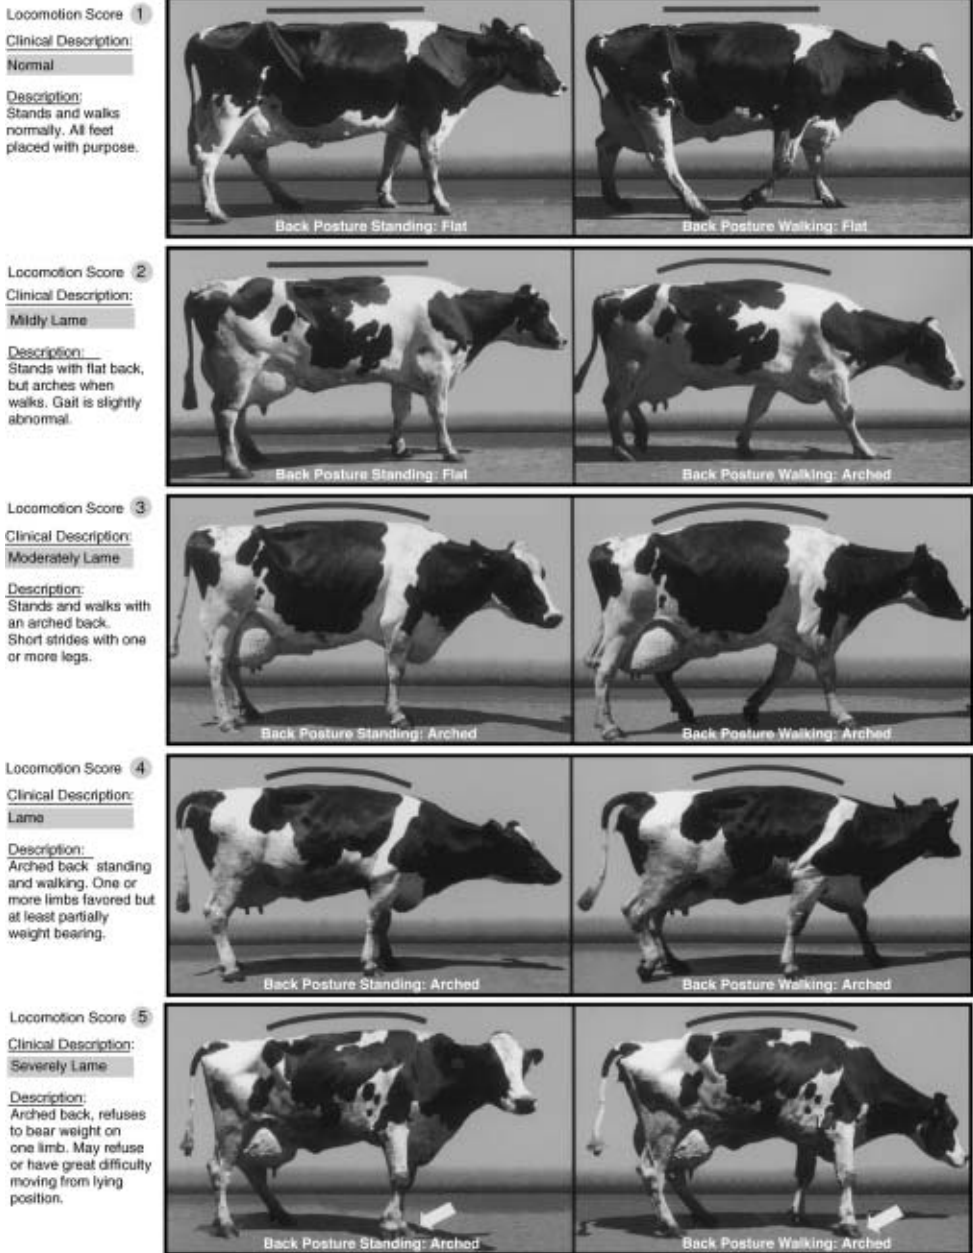 Locomotion Score 1
Clinical Description:
Normal
Description:
Stands and walks
normally. All feet
placed with purpose.
Back Posture Standing: Flat
Back Posture Walking: Flat
Locomotion Score 2
Clinical Description:
Mildly Lame
Description:
Stands with flat back,
but arches when
walks. Gait is slightly
abnormal.
Back Posture Standing: Flat
Back Posture Walking: Arched
Locomotion Score 3
Clinical Description:
Moderately Lame
Description:
Stands and walks with
an arched back.
Short strides with one
or more legs.
Back Posture Standing: Arched
Back Posture Walking: Arched
Locomotion Score 4
Clinical Description:
Lame
Description:
Arched back standing
and walking. One or
more limbs favored but
at least partially
weight bearing.
Back Posture Standing: Arched
Back Posture Walking: Arched
Locomotion Score 5
Clinical Description:
Severely Lame
Description:
Arched back, refuses
to bear weight on
one limb. May refuse
or have great difficulty
moving from lying
position.
Back Posture Standing: Arched
Back Posture Walking: Arched